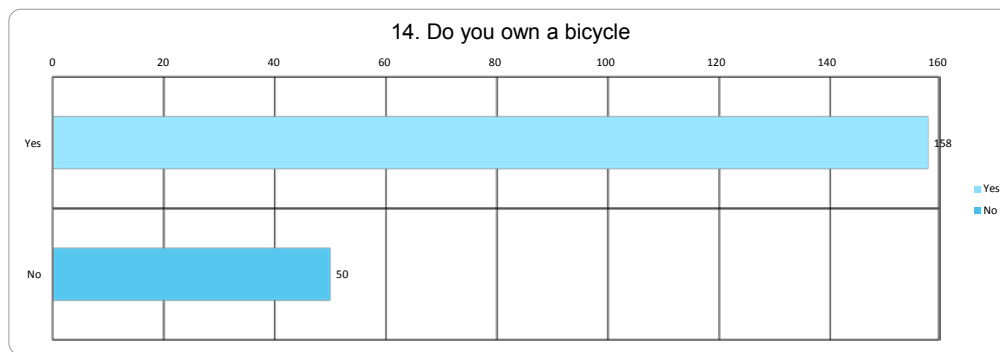 14. Do you own a bicycle
0 20 40 60 80 100 120 140 160
Yes 158
No 50
Yes
No